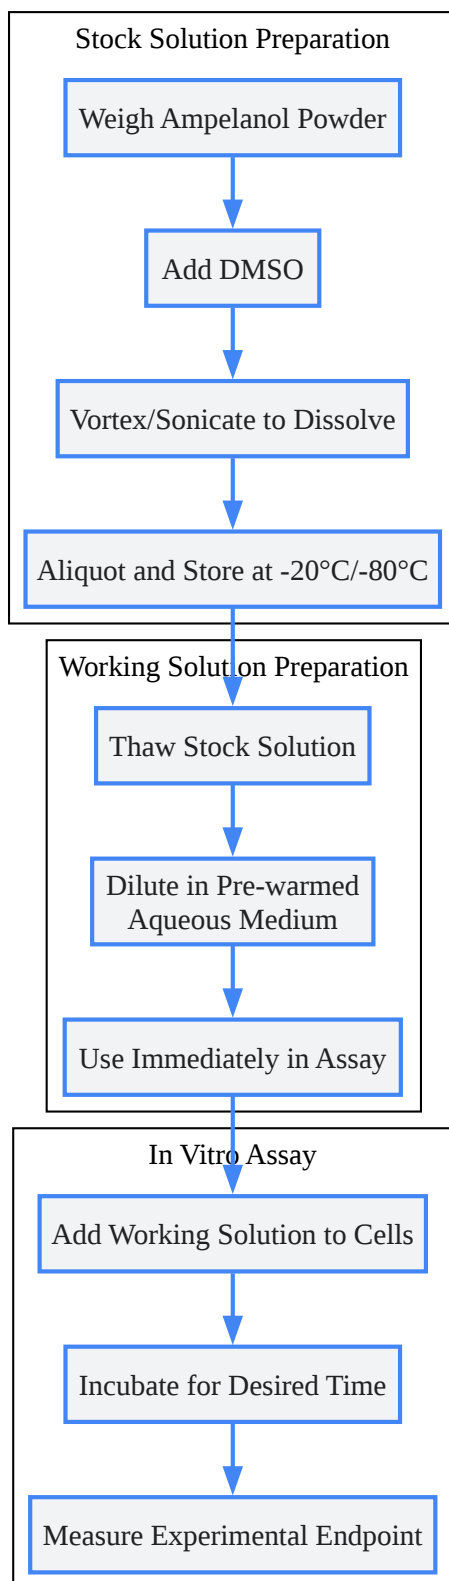 Stock Solution Preparation
Weigh Ampelanol Powder
Add DMSO
Vortex/Sonicate to Dissolve
Aliquot and Store at -20°C/-80°C
Working Solution Preparation
Thaw Stock Solution
Dilute in Pre-warmed
Aqueous Medium
Use Immediately in Assay
In Vitro Assay
Add Working Solution to Cells
Incubate for Desired Time
Measure Experimental Endpoint